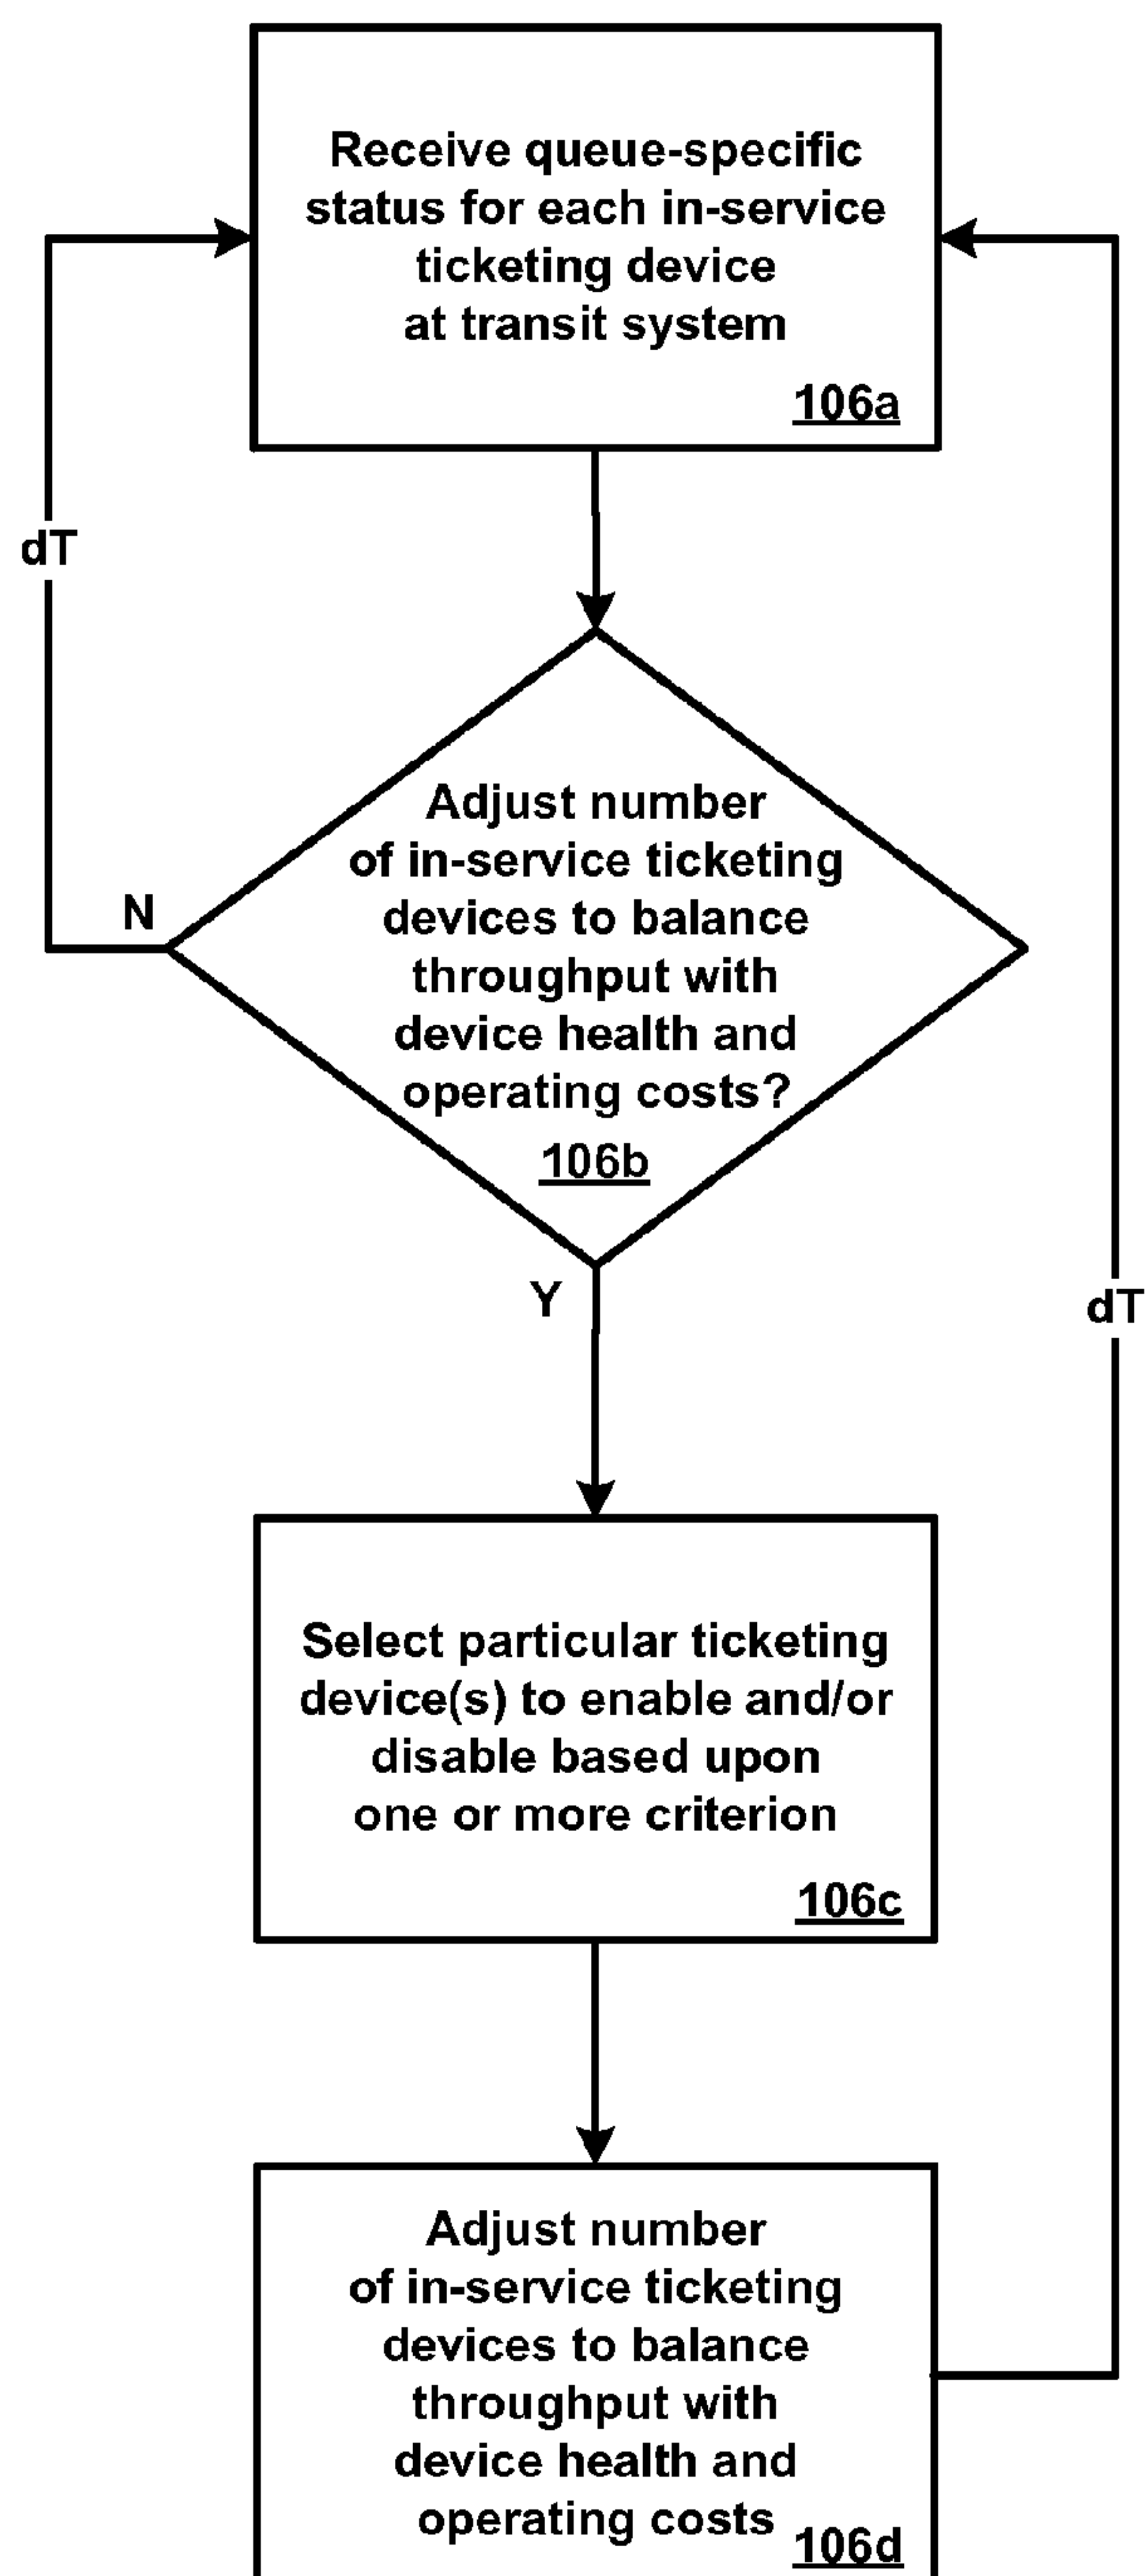 Receive queue-specific
status for each in-service
ticketing device
at transit system
106a
dT
Adjust number
of in-service ticketing
devices to balance
throughput with
device health and
operating costs?
106b
N
Y
dT
Select particular ticketing
device(s) to enable and/or
disable based upon
one or more criterion
106c
Adjust number
of in-service ticketing
devices to balance
throughput with
device health and
operating costs
106d